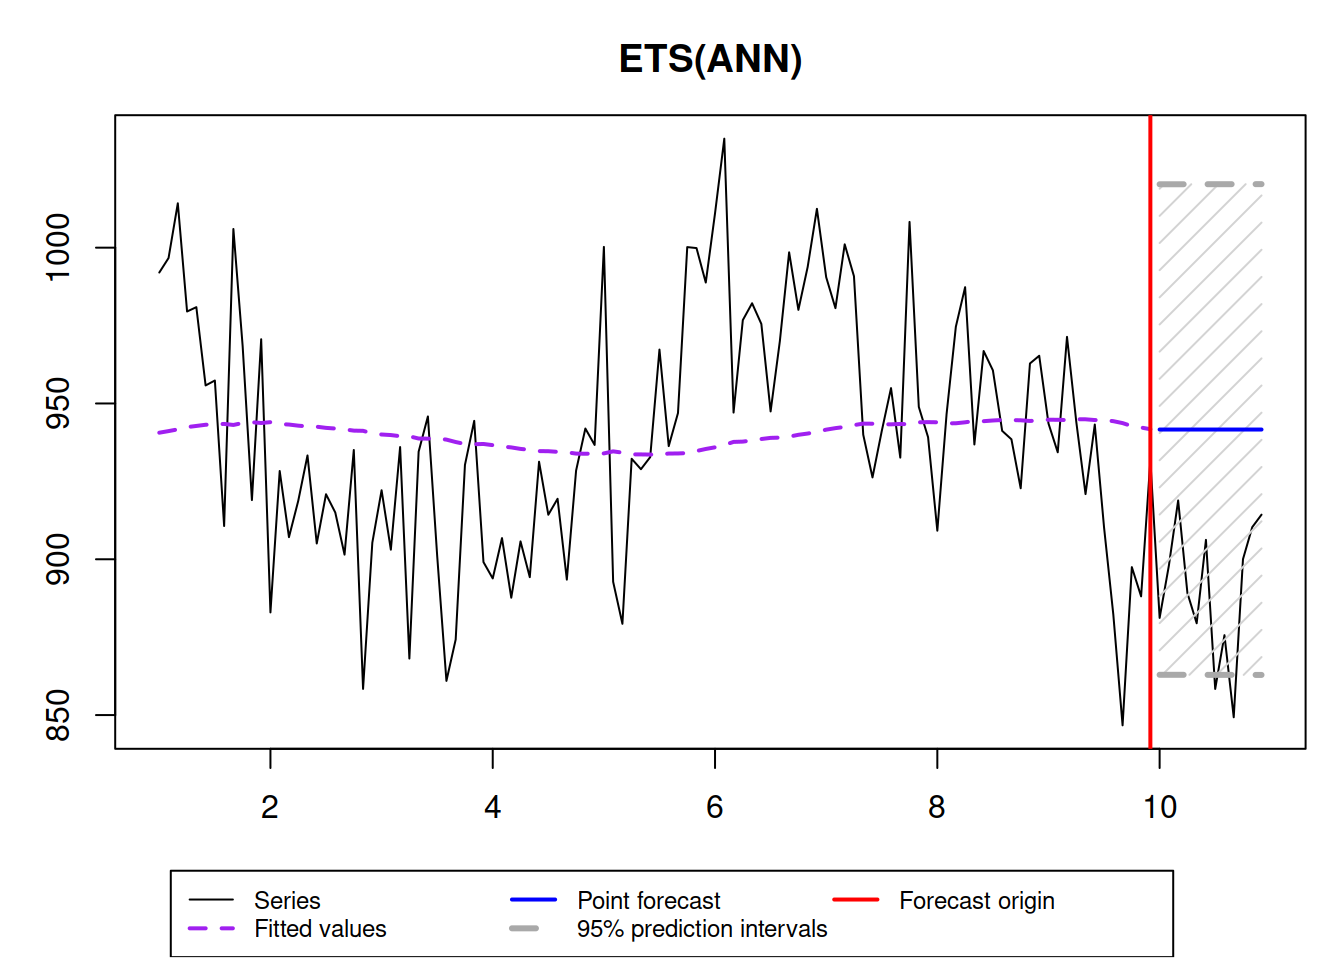 ETS(ANN)
1000
950
900
850
2 4 6 8 10
Series Point forecast Forecast origin
Fitted values 95% prediction intervals